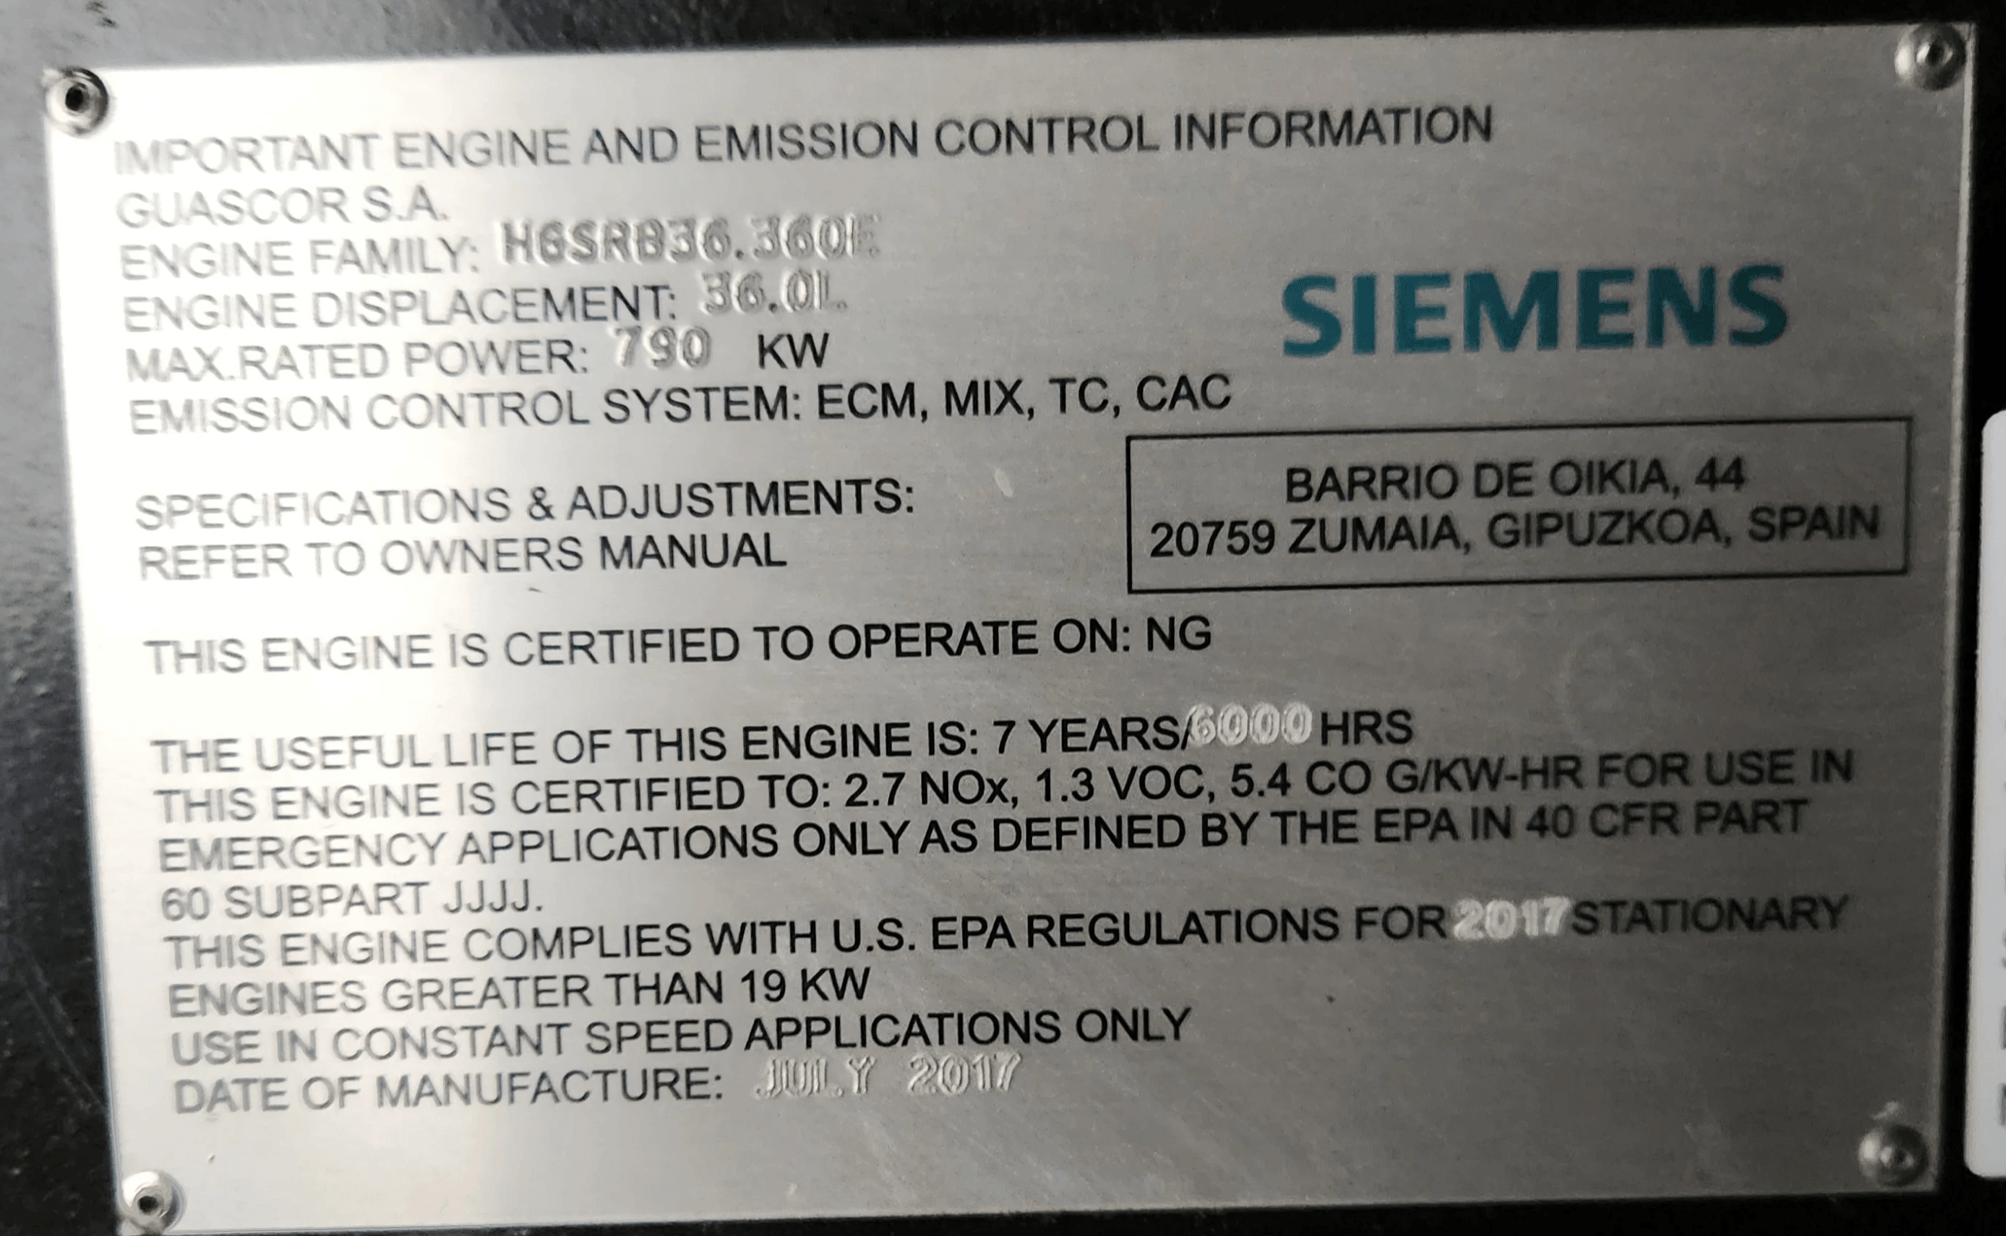 IMPORTANT ENGINE AND EMISSION CONTROL INFORMATION
GUASCOR S.A.
ENGINE FAMILY: HGSRB36.360E
ENGINE DISPLACEMENT: 36.0L
MAX.RATED POWER: 790 KW
EMISSION CONTROL SYSTEM: ECM, MIX, TC, CAC
SIEMENS
SPECIFICATIONS & ADJUSTMENTS:
REFER TO OWNERS MANUAL
BARRIO DE OIKIA, 44
20759 ZUMAIA, GIPUZKOA, SPAIN
THIS ENGINE IS CERTIFIED TO OPERATE ON: NG
THE USEFUL LIFE OF THIS ENGINE IS: 7 YEARS/6000 HRS
THIS ENGINE IS CERTIFIED TO: 2.7 NOx, 1.3 VOC, 5.4 CO G/KW-HR FOR USE IN
EMERGENCY APPLICATIONS ONLY AS DEFINED BY THE EPA IN 40 CFR PART
60 SUBPART JJJJ.
THIS ENGINE COMPLIES WITH U.S. EPA REGULATIONS FOR 2017 STATIONARY
ENGINES GREATER THAN 19 KW
USE IN CONSTANT SPEED APPLICATIONS ONLY
DATE OF MANUFACTURE: JULY 2017